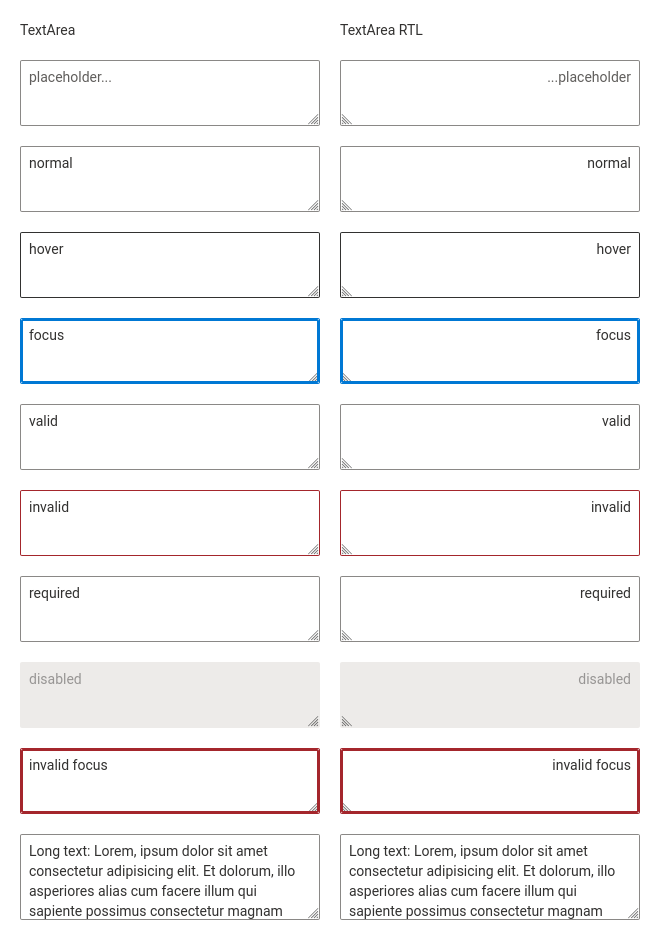 TextArea
TextArea RTL
placeholder...
...placeholder
normal
normal
hover
hover
focus
focus
valid
valid
invalid
invalid
required
required
disabled
disabled
invalid focus
invalid focus
Long text: Lorem, ipsum dolor sit amet
consectetur adipisicing elit. Et dolorum, illo
asperiores alias cum facere illum qui
sapiente possimus consectetur magnam
Long text: Lorem, ipsum dolor sit amet
consectetur adipisicing elit. Et dolorum, illo
asperiores alias cum facere illum qui
sapiente possimus consectetur magnam